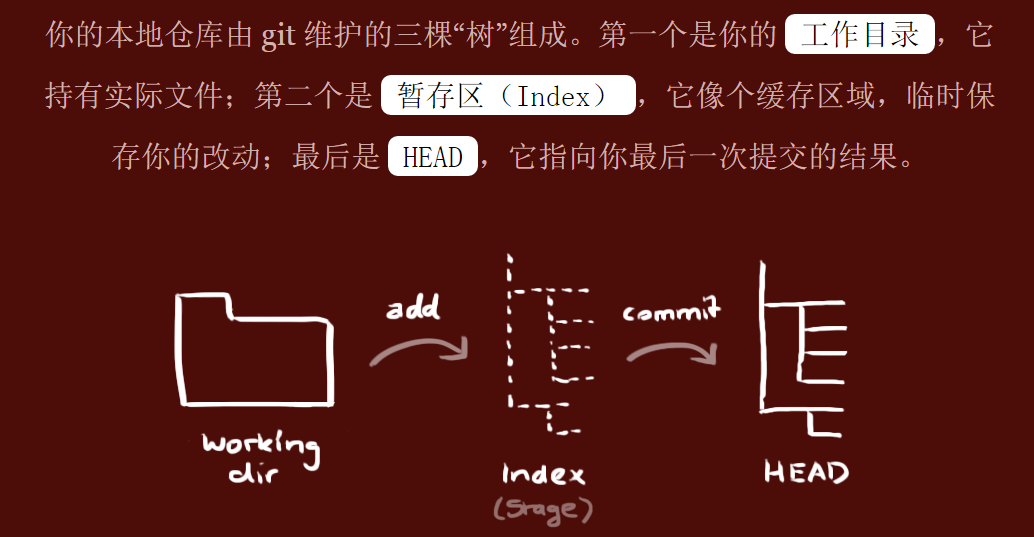 你的本地仓库由 git 维护的三棵“树”组成。第一个是你的 工作目录，它
持有实际文件；第二个是 暂存区（Index），它像个缓存区域，临时保
存你的改动；最后是 HEAD，它指向你最后一次提交的结果。
add
commit
working
dir
Index
(Stage)
HEAD